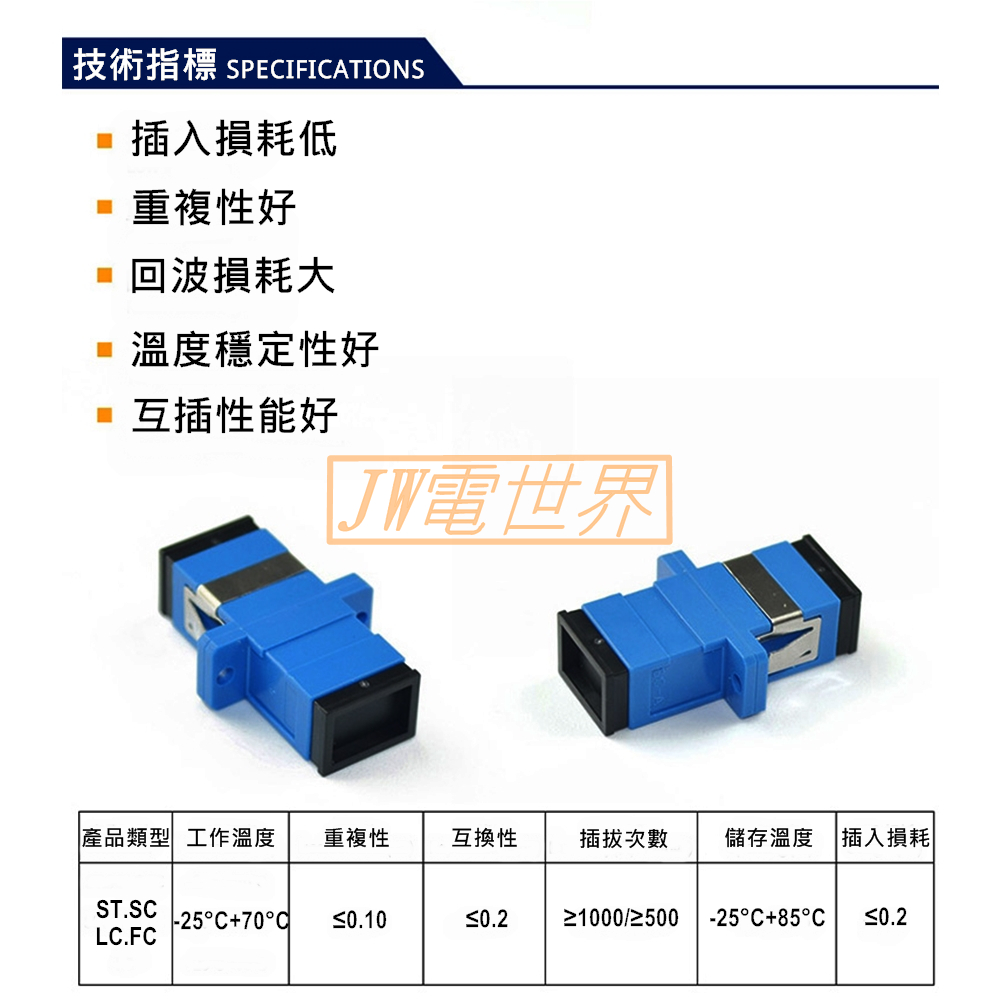 技術指標 SPECIFICATIONS
插入損耗低
重複性好
回波損耗大
溫度穩定性好
互插性能好
JW電世界
產品類型 工作溫度 重複性 互換性 插拔次數 儲存溫度 插入損耗
ST.SC
LC.FC
-25°C+70°C ≤0.10 ≤0.2 ≥1000/≥500 -25°C+85°C ≤0.2